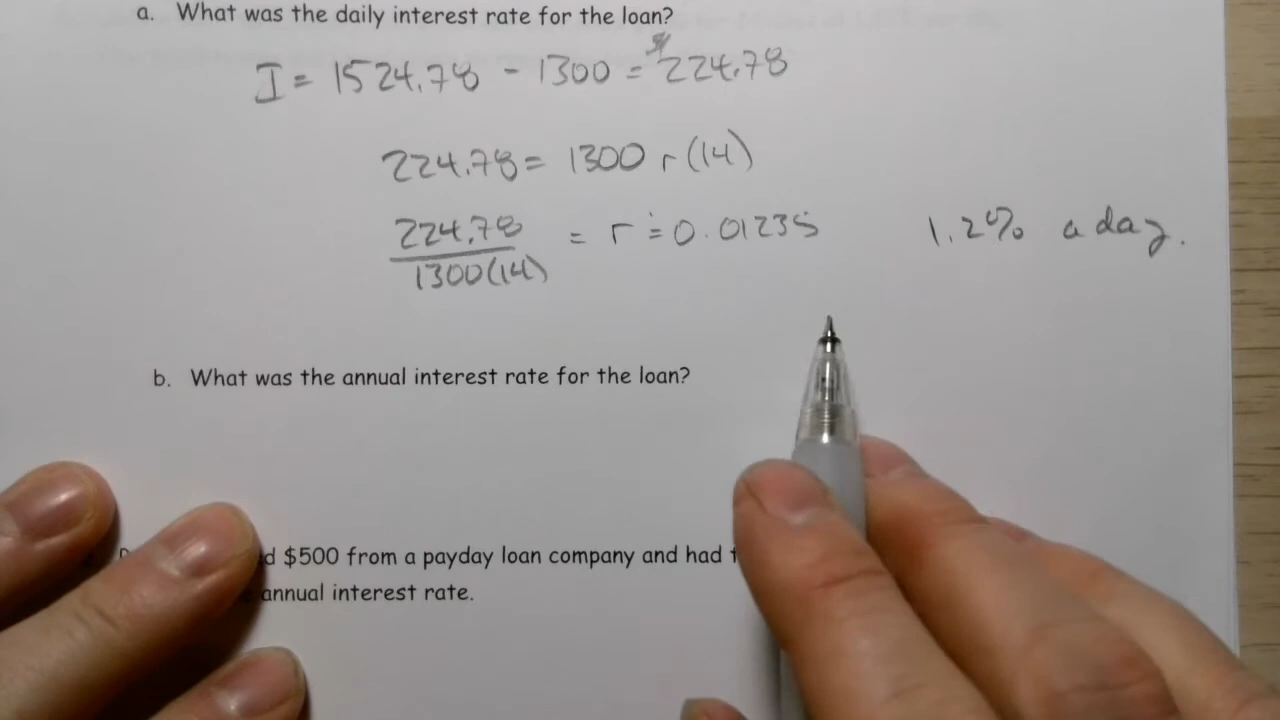 a. What was the daily interest rate for the loan?
I = 1524.78 - 1300 = $224.78
224.78 = 1300 r (14)
224.78
1300(14)
= r ≐ 0.01235
1.2% a day.
b. What was the annual interest rate for the loan?
$500 from a payday loan company and had
annual interest rate.